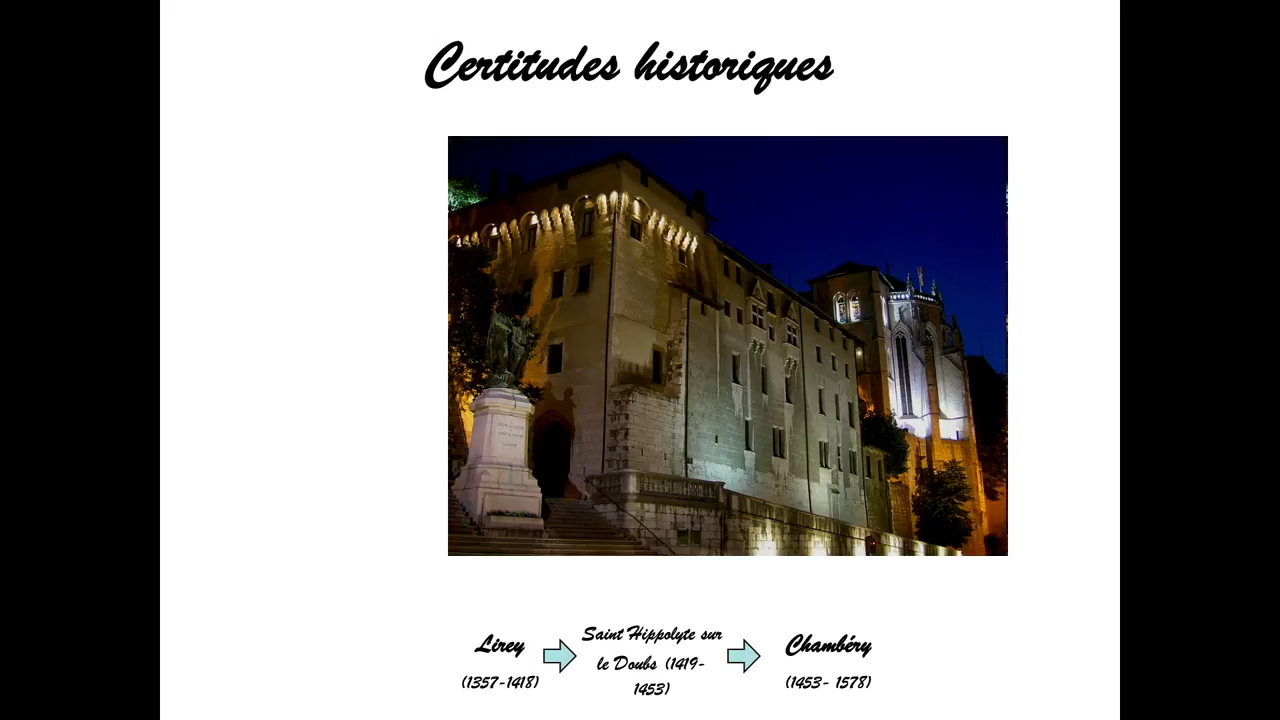 Certitudes historiques
Lirey
(1357-1418)
Saint Hippolyte sur
le Doubs (1419-
1453)
Chambéry
(1453- 1578)